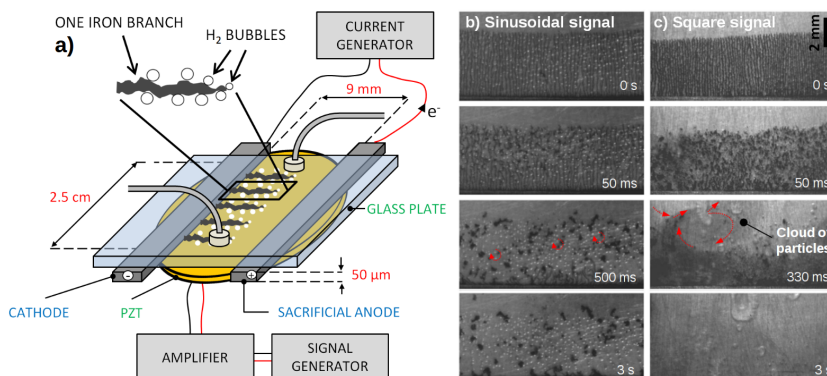 ONE IRON BRANCH
a)
H2 BUBBLES
CURRENT
GENERATOR
9 mm
e-
2.5 cm
GLASS PLATE
50 µm
CATHODE
PZT
SACRIFICIAL ANODE
AMPLIFIER
SIGNAL
GENERATOR
-
+
b) Sinusoidal signal
0 s
50 ms
500 ms
3 s
c) Square signal
2 mm
0 s
50 ms
Cloud of
particles
330 ms
3 s